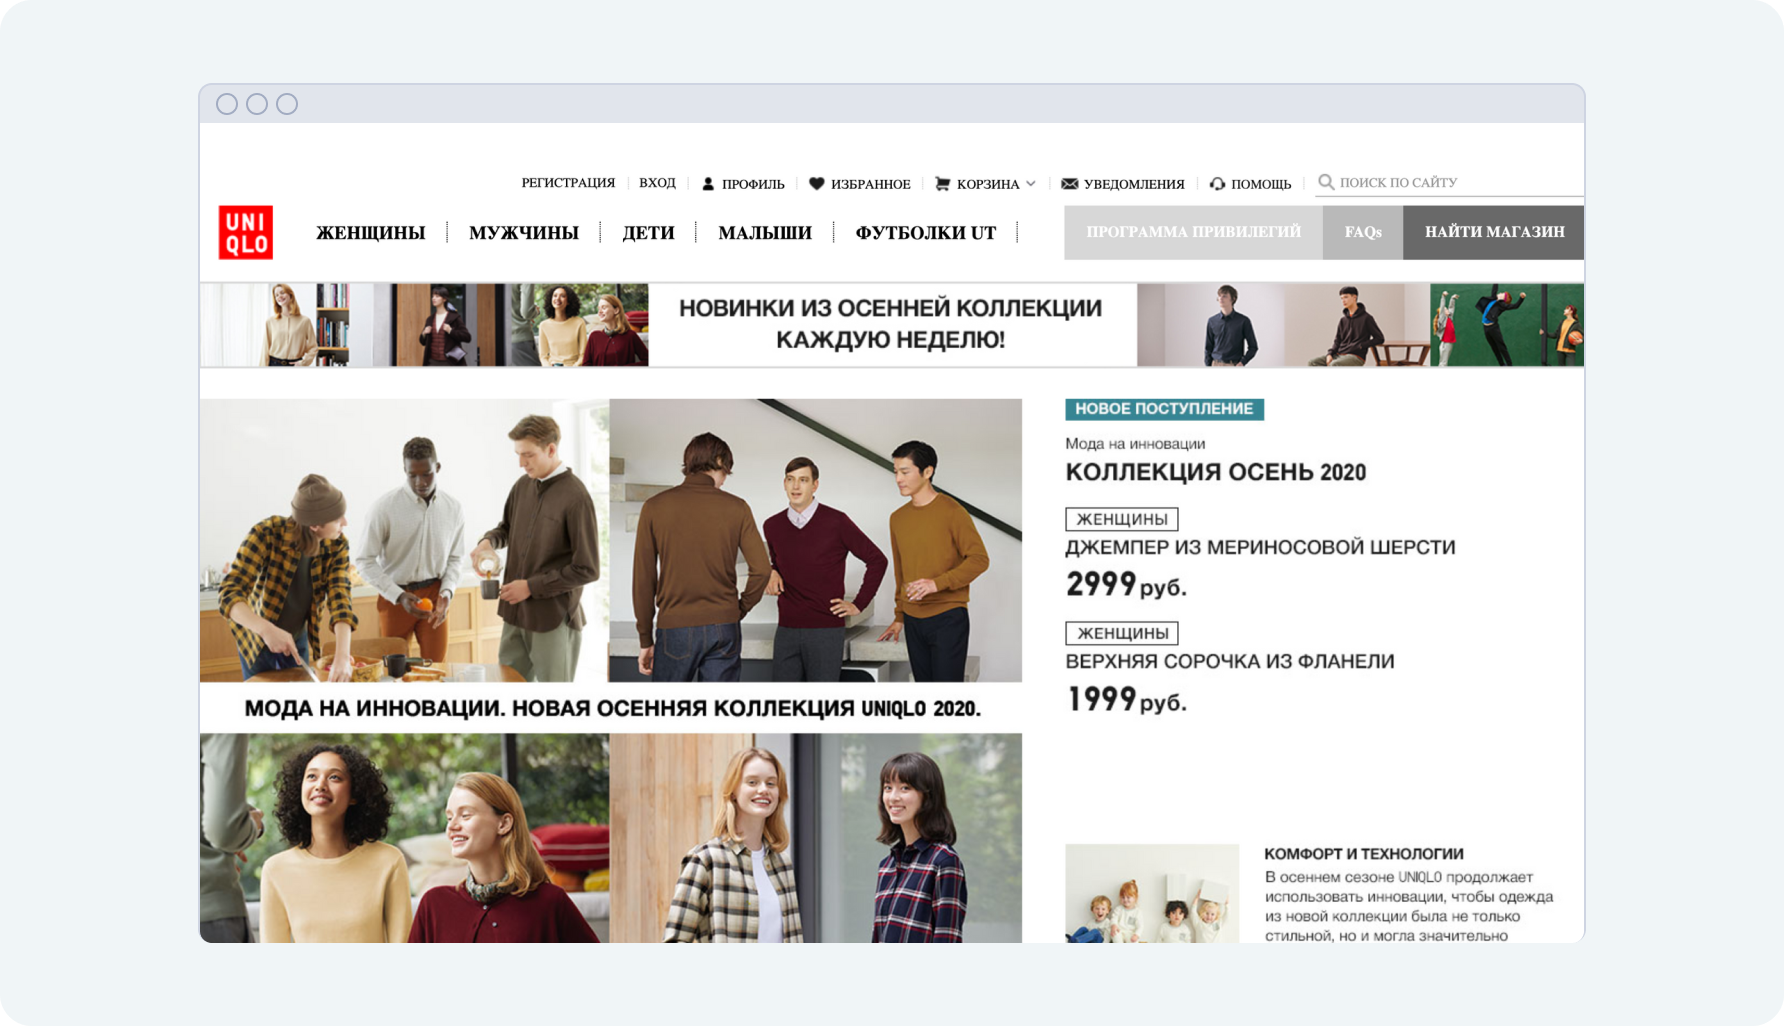 РЕГИСТРАЦИЯ ВХОД ПРОФИЛЬ ИЗБРАННОЕ КОРЗИНА УВЕДОМЛЕНИЯ ПОМОЩЬ ПОИСК ПО САЙТУ
UNI
QLO
ЖЕНЩИНЫ МУЖЧИНЫ ДЕТИ МАЛЫШИ ФУТБОЛКИ UT ПРОГРАММА ПРИВИЛЕГИЙ FAQs НАЙТИ МАГАЗИН
НОВИНКИ ИЗ ОСЕННЕЙ КОЛЛЕКЦИИ
КАЖДУЮ НЕДЕЛЮ!
МОДА НА ИННОВАЦИИ. НОВАЯ ОСЕННЯЯ КОЛЛЕКЦИЯ UNIQLO 2020.
НОВОЕ ПОСТУПЛЕНИЕ
Мода на инновации
КОЛЛЕКЦИЯ ОСЕНЬ 2020
ЖЕНЩИНЫ
ДЖЕМПЕР ИЗ МЕРИНОСОВОЙ ШЕРСТИ
2999 руб.
ЖЕНЩИНЫ
ВЕРХНЯЯ СОРОЧКА ИЗ ФЛАНЕЛИ
1999 руб.
КОМФОРТ И ТЕХНОЛОГИИ
В осеннем сезоне UNIQLO продолжает
использовать инновации, чтобы одежда
из новой коллекции была не только
стильной, но и могла значительно